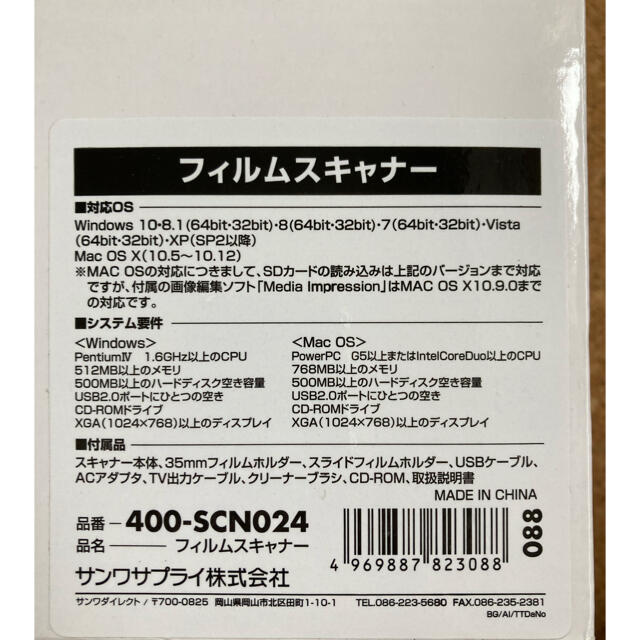 フィルムスキャナー
■対応OS
Windows 10・8.1(64bit・32bit)・8(64bit・32bit)・7(64bit・32bit)・Vista
(64bit・32bit)・XP(SP2以降)
Mac OS X(10.5〜10.12)
※MAC OSの対応につきまして、SDカードの読み込みは上記のバージョンまで対応
ですが、付属の画像編集ソフト「Media Impression」はMAC OS X10.9.0まで
の対応です。
■システム要件
<Windows>
PentiumⅣ 1.6GHz以上のCPU
512MB以上のメモリ
500MB以上のハードディスク空き容量
USB2.0ポートにひとつの空き
CD-ROMドライブ
XGA(1024×768)以上のディスプレイ
<Mac OS>
PowerPC G5以上またはIntelCoreDuo以上のCPU
768MB以上のメモリ
500MB以上のハードディスク空き容量
USB2.0ポートにひとつの空き
CD-ROMドライブ
XGA(1024×768)以上のディスプレイ
■付属品
スキャナー本体、35mmフィルムホルダー、スライドフィルムホルダー、USBケーブル、
ACアダプタ、TV出力ケーブル、クリーナーブラシ、CD-ROM、取扱説明書
MADE IN CHINA
品番 400-SCN024
品名 フィルムスキャナー
サンワサプライ株式会社
4 969887 823088
088
サンワダイレクト / 〒700-0825 岡山県岡山市北区田町1-10-1 TEL.086-223-5680 FAX.086-235-2381
BG/AI/TTDaNo